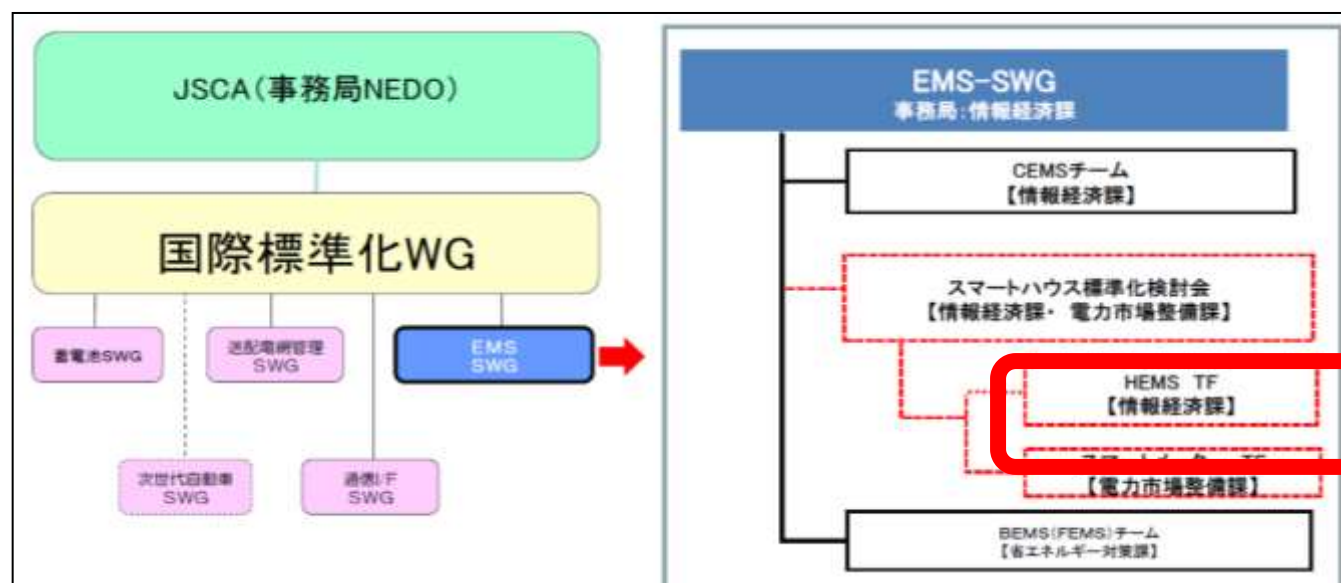 JSCA(事務局NEDO)
国際標準化WG
蓄電池SWG
送配電網管理
SWG
EMS
SWG
次世代自動車
SWG
通信I/F
SWG
EMS-SWG
事務局:情報経済課
CEMSチーム
【情報経済課】
スマートハウス標準化検討会
【情報経済課・ 電力市場整備課】
HEMS TF
【情報経済課】
【電力市場整備課】
BEMS(FEMS)チーム
【省エネルギー対策課】